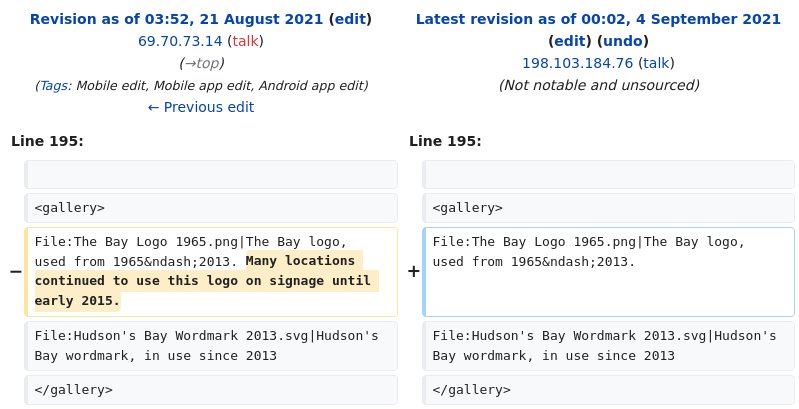 Revision as of 03:52, 21 August 2021 (edit)
69.70.73.14 (talk)
(→top)
(Tags: Mobile edit, Mobile app edit, Android app edit)
← Previous edit
Latest revision as of 00:02, 4 September 2021
(edit) (undo)
198.103.184.76 (talk)
(Not notable and unsourced)
Line 195:
Line 195:
<gallery>
<gallery>
− File:The Bay Logo 1965.png|The Bay logo,
used from 1965&ndash;2013. Many locations
continued to use this logo on signage until
early 2015.
+ File:The Bay Logo 1965.png|The Bay logo,
used from 1965&ndash;2013.
File:Hudson's Bay Wordmark 2013.svg|Hudson's
Bay wordmark, in use since 2013
File:Hudson's Bay Wordmark 2013.svg|Hudson's
Bay wordmark, in use since 2013
</gallery>
</gallery>